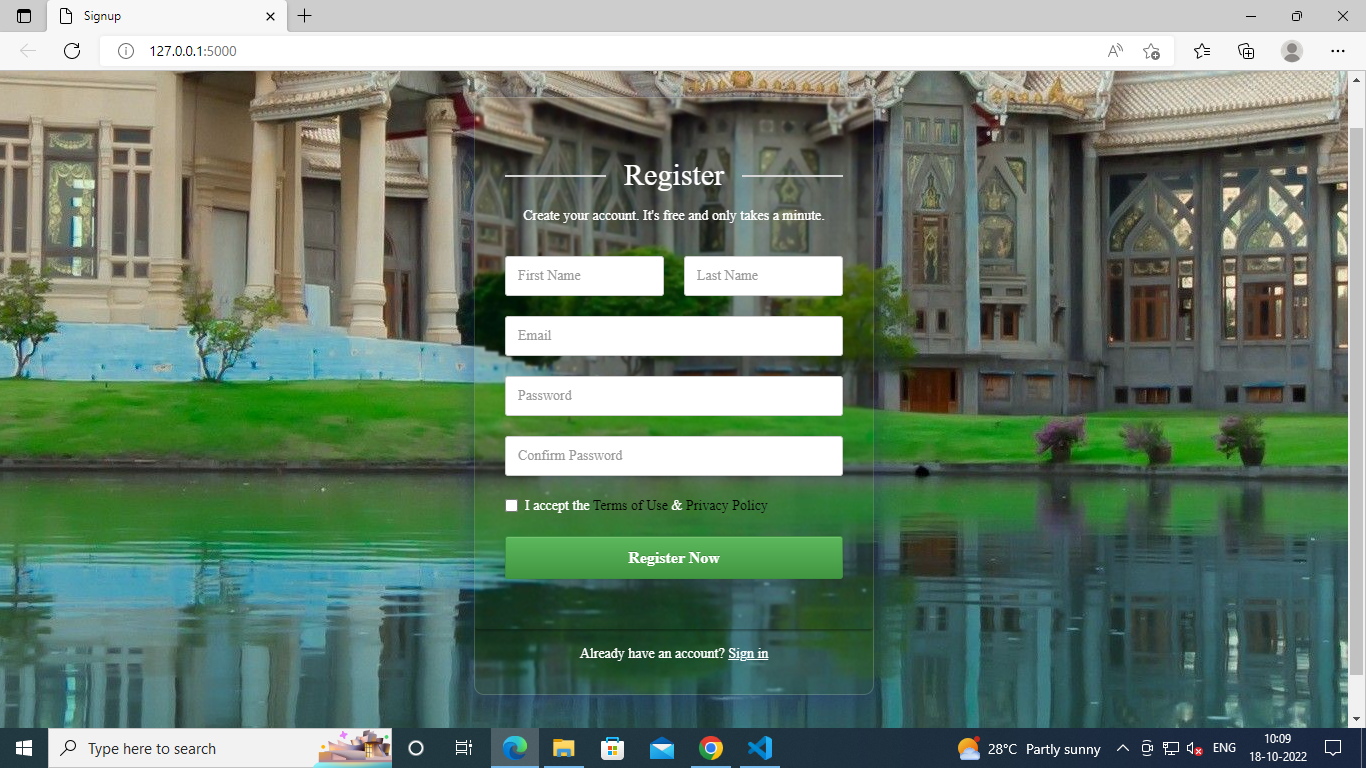 Signup
127.0.0.1:5000
Register
Create your account. It's free and only takes a minute.
First Name
Last Name
Email
Password
Confirm Password
I accept the Terms of Use & Privacy Policy
Register Now
Already have an account? Sign in
Type here to search
28°C Partly sunny
ENG
10:09
18-10-2022